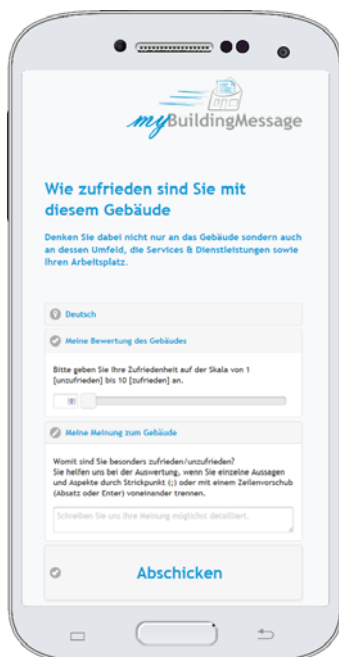 myBuildingMessage
Wie zufrieden sind Sie mit
diesem Gebäude
Denken Sie dabei nicht nur an das Gebäude sondern auch
an dessen Umfeld, die Services & Dienstleistungen sowie
Ihren Arbeitsplatz.
Deutsch
Meine Bewertung des Gebäudes
Bitte geben Sie Ihre Zufriedenheit auf der Skala von 1
[unzufrieden] bis 10 [zufrieden] an.
Meine Meinung zum Gebäude
Womit sind Sie besonders zufrieden/unzufrieden?
Sie helfen uns bei der Auswertung, wenn Sie einzelne Aussagen
und Aspekte durch Strickpunkt (;) oder mit einem Zeilenvorschub
(Absatz oder Enter) voneinander trennen.
Schreiben Sie uns Ihre Meinung möglichst detailliert.
Abschicken